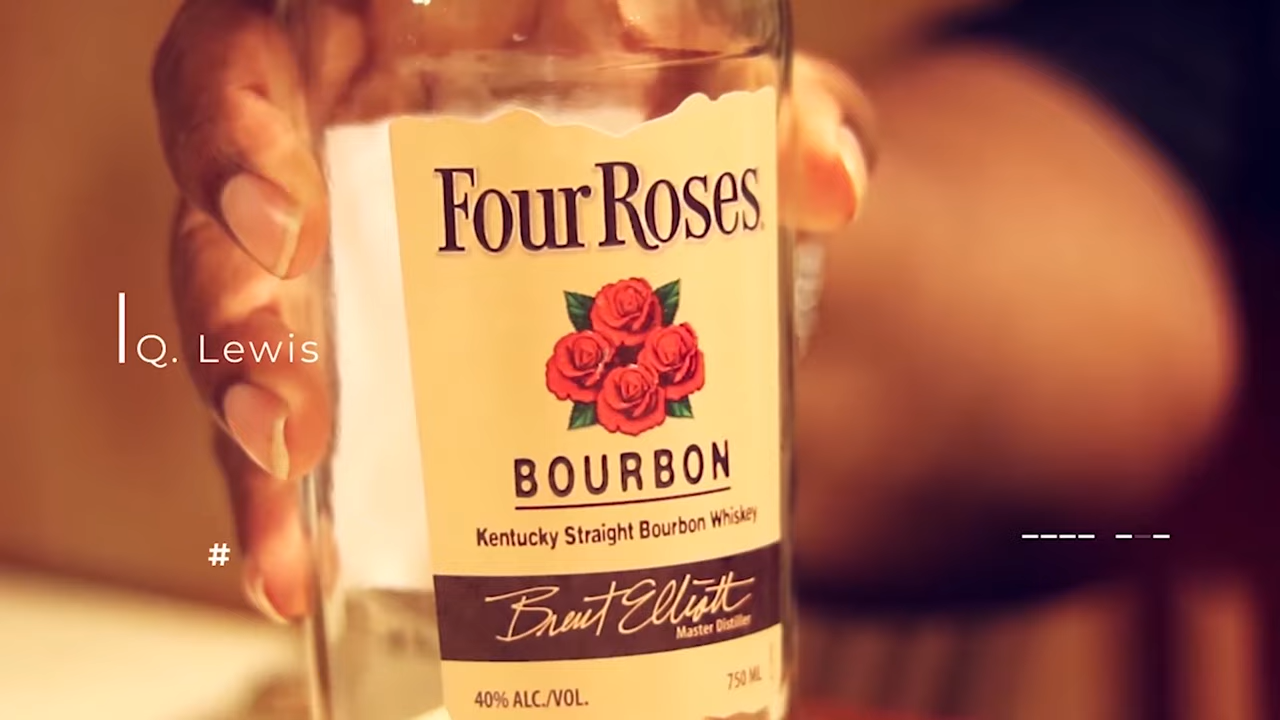 Four Roses
Q. Lewis
BOURBON
Kentucky Straight Bourbon Whiskey
#
Brent Elliott
Master Distiller
750 ML
40% ALC./VOL.